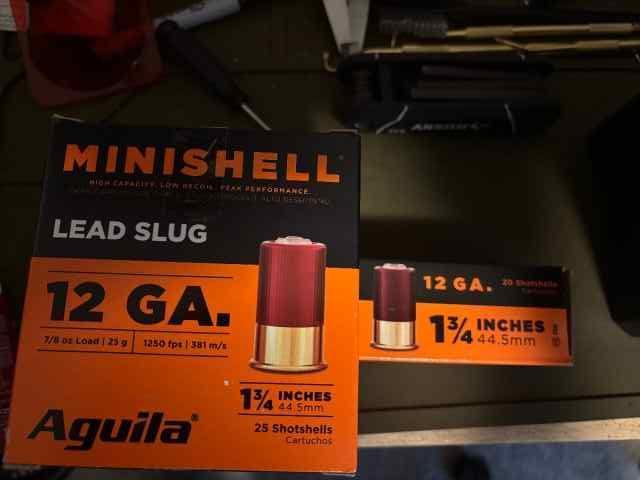 MINISHELL
HIGH CAPACITY. LOW RECOIL. PEAK PERFORMANCE.
LEAD SLUG
12 GA.
7/8 oz Load | 25 g
1250 fps | 381 m/s
1 3/4 INCHES
44.5mm
Aguila®
25 Shotshells
Cartuchos
12 GA.
20 Shotshells
Cartuchos
1 3/4 INCHES
44.5mm